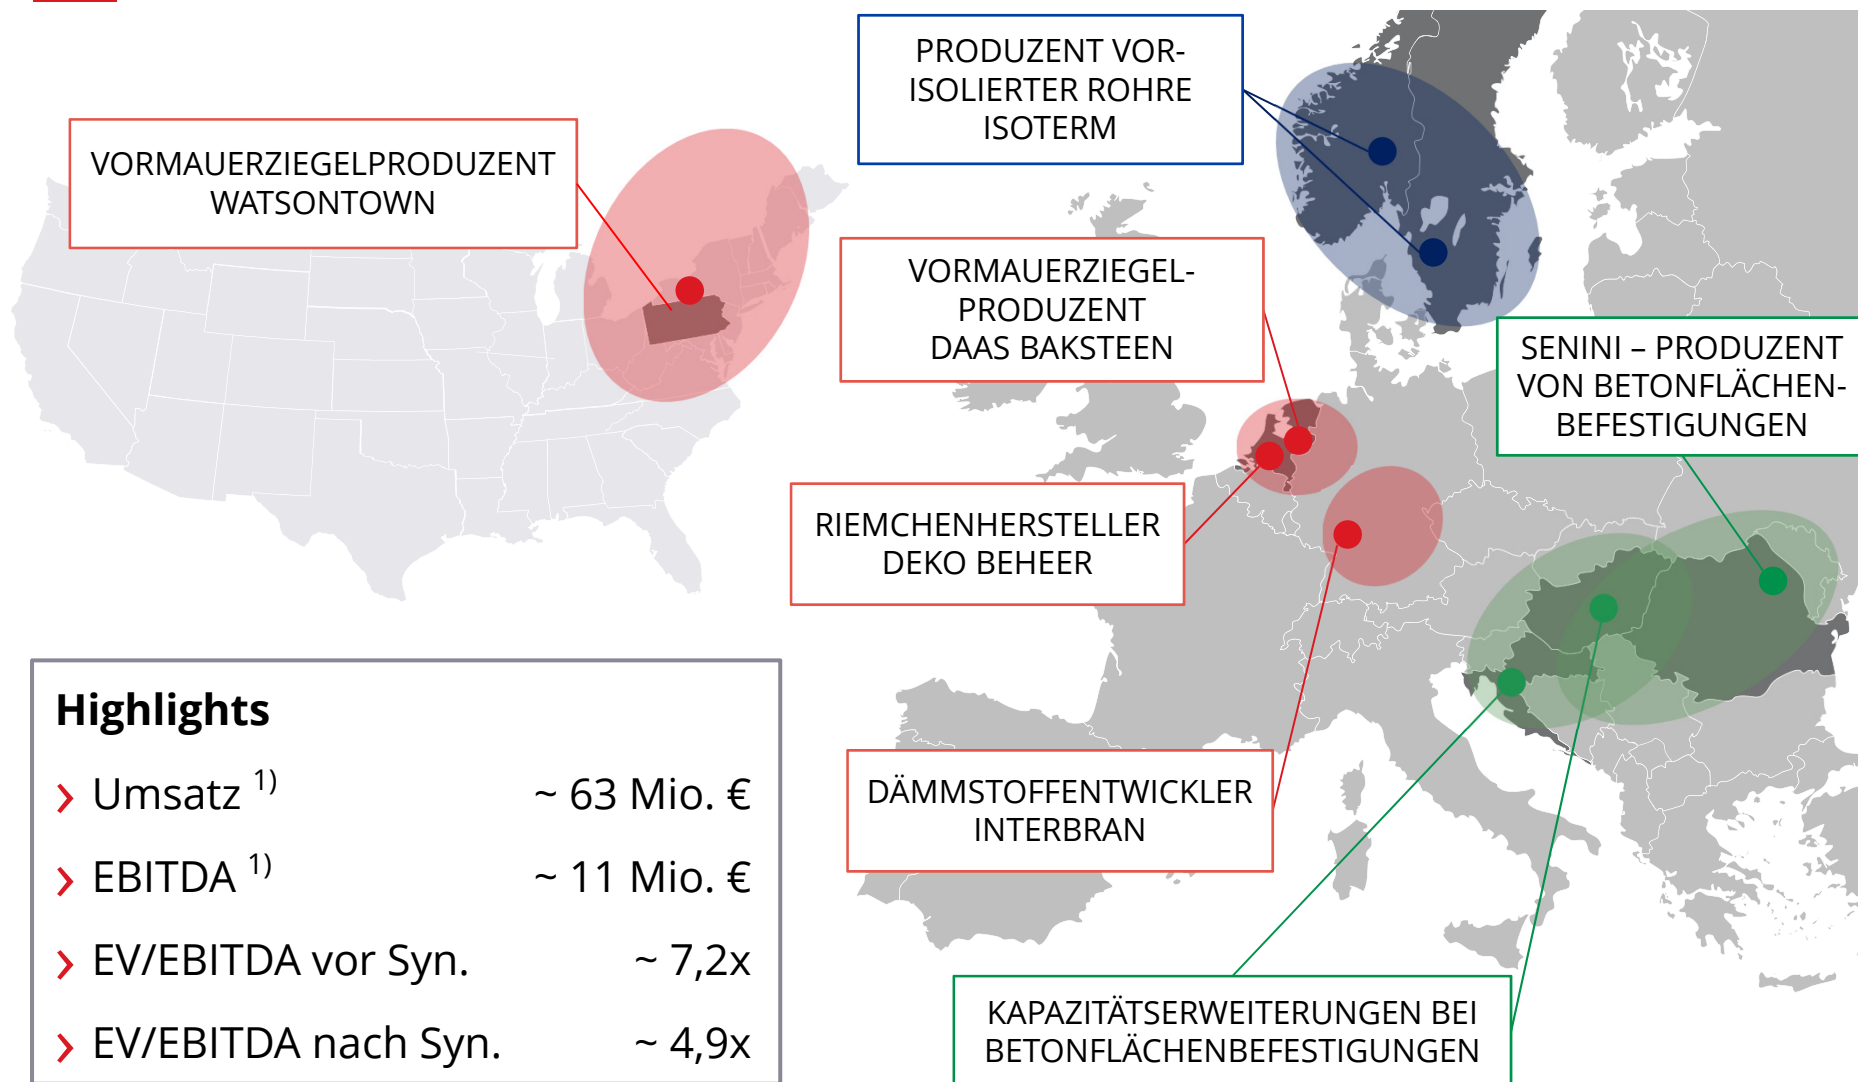 VORMAUERZIEGELPRODUZENT
WATSONTOWN
PRODUZENT VOR-
ISOLIERTER ROHRE
ISOTERM
VORMAUERZIEGEL-
PRODUZENT
DAAS BAKSTEEN
SENINI – PRODUZENT
VON BETONFLÄCHEN-
BEFESTIGUNGEN
RIEMCHENHERSTELLER
DEKO BEHEER
DÄMMSTOFFENTWICKLER
INTERBRAN
KAPAZITÄTSERWEITERUNGEN BEI
BETONFLÄCHENBEFESTIGUNGEN
Highlights
› Umsatz 1) ~ 63 Mio. €
› EBITDA 1) ~ 11 Mio. €
› EV/EBITDA vor Syn. ~ 7,2x
› EV/EBITDA nach Syn. ~ 4,9x